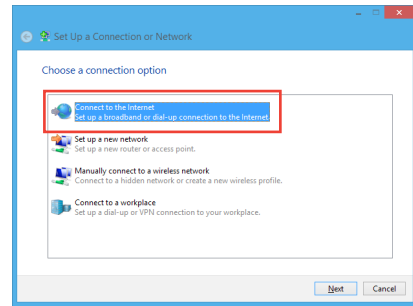 Set Up a Connection or Network
Choose a connection option
Connect to the Internet
Set up a broadband or dial-up connection to the Internet.
Set up a new network
Set up a new router or access point.
Manually connect to a wireless network
Connect to a hidden network or create a new wireless profile.
Connect to a workplace
Set up a dial-up or VPN connection to your workplace.
Next Cancel